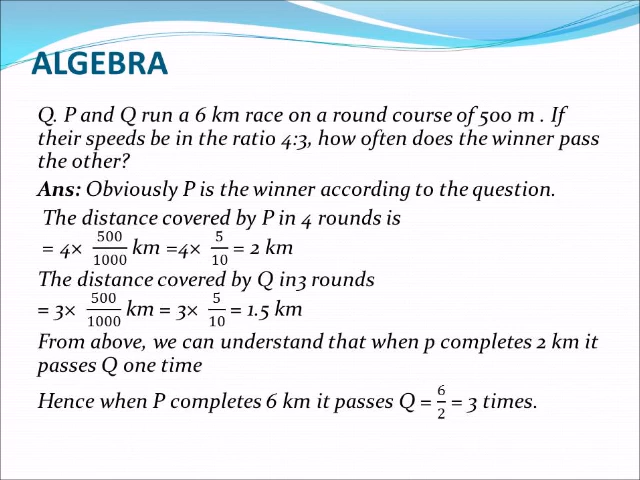 ALGEBRA
Q. P and Q run a 6 km race on a round course of 500 m . If
their speeds be in the ratio 4:3, how often does the winner pass
the other?
Ans: Obviously P is the winner according to the question.
The distance covered by P in 4 rounds is
= 4× 500/1000 km =4× 5/10 = 2 km
The distance covered by Q in3 rounds
= 3× 500/1000 km = 3× 5/10 = 1.5 km
From above, we can understand that when p completes 2 km it
passes Q one time
Hence when P completes 6 km it passes Q = 6/2 = 3 times.